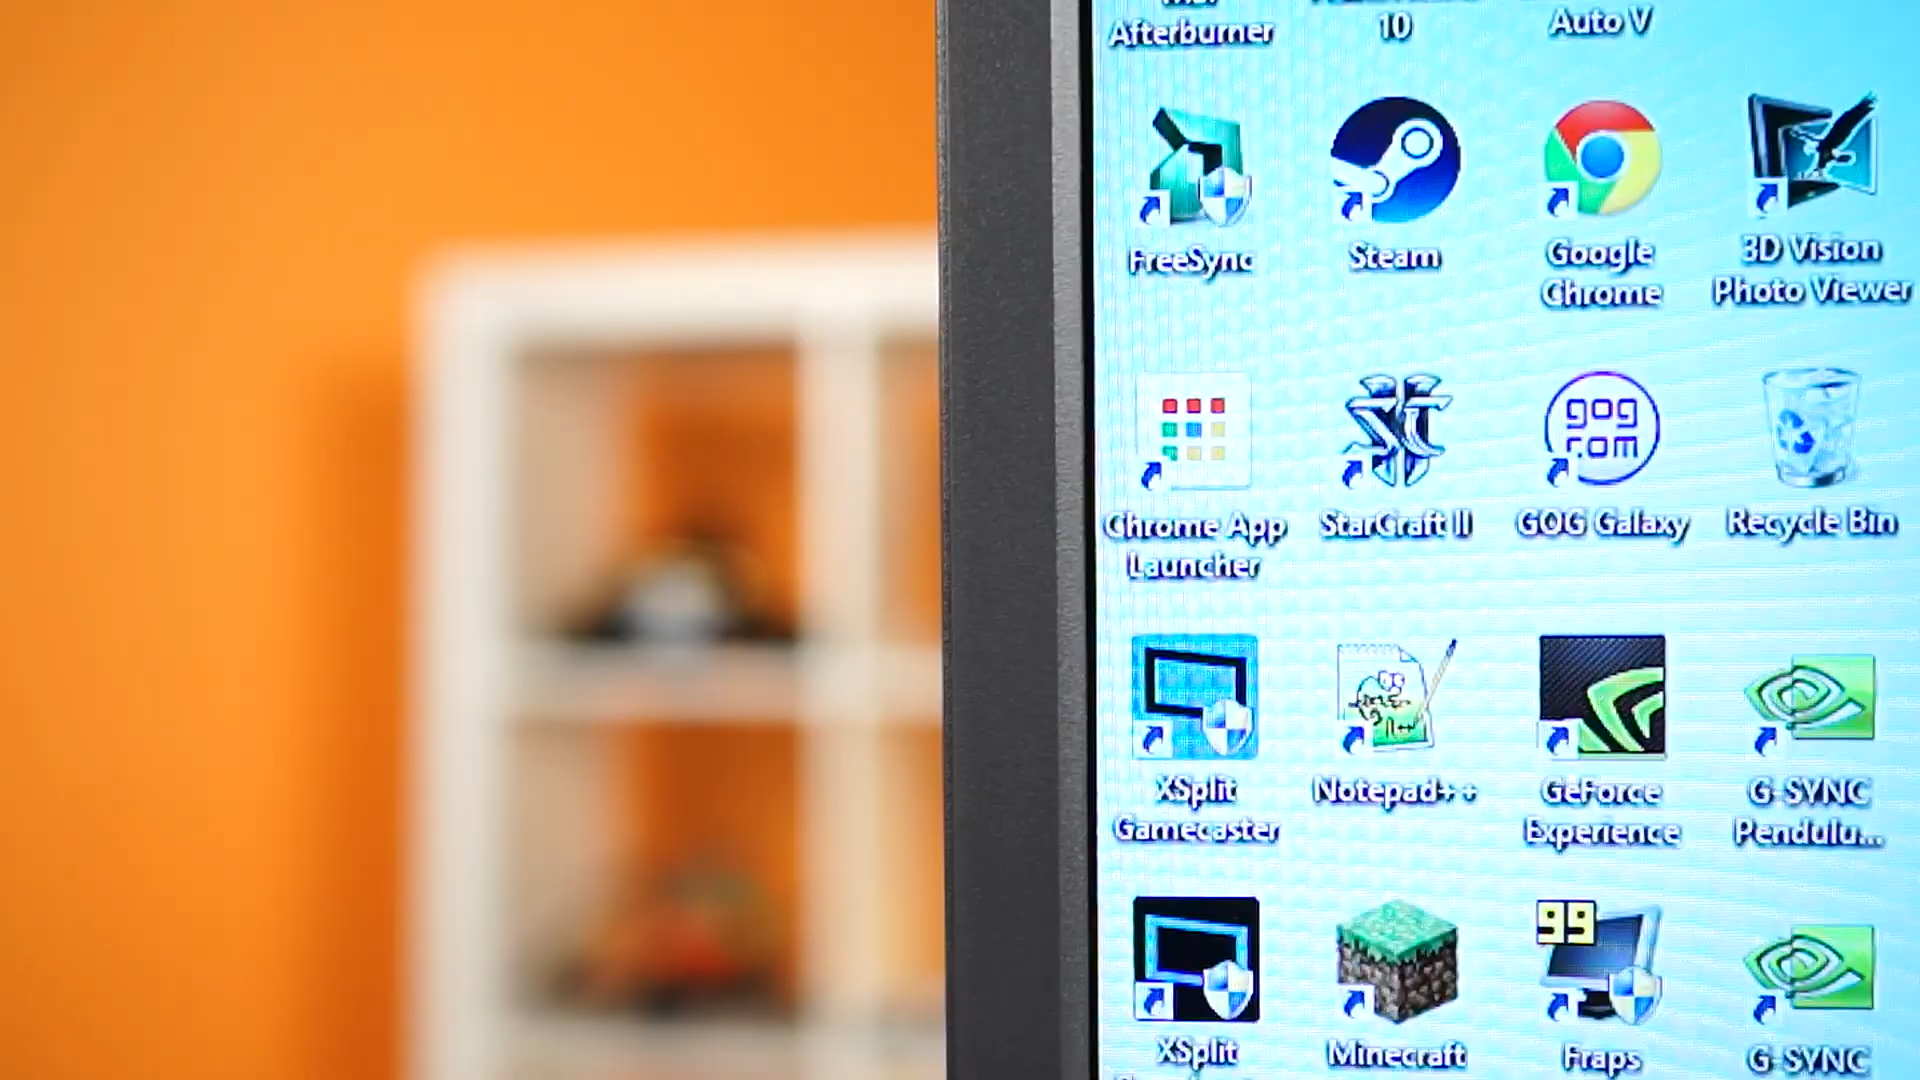 Afterburner
10
Auto V
FreeSync
Steam
Google
Chrome
3D Vision
Photo Viewer
Chrome App
Launcher
StarCraft II
gog
com
GOG Galaxy
Recycle Bin
XSplit
Gamecaster
Notepad++
GeForce
Experience
G-SYNC
Pendulu...
XSplit
Minecraft
99
Fraps
G-SYNC